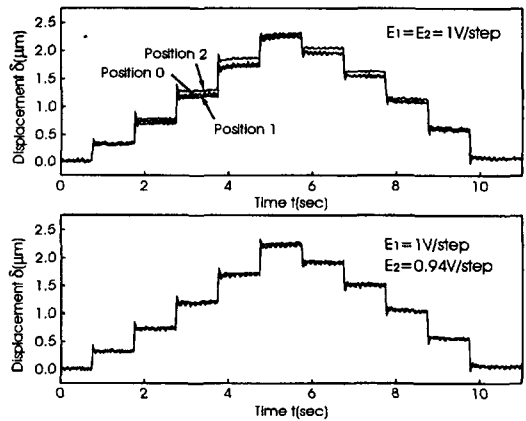 Displacement δ(μm)
2.5
2.0
1.5
1.0
0.5
0.0
E1=E2=1V/step
Position 2
Position 0
Position 1
0 2 4 6 8 10
Time t(sec)
Displacement δ(μm)
2.5
2.0
1.5
1.0
0.5
0.0
E1=1V/step
E2=0.94V/step
0 2 4 6 8 10
Time t(sec)